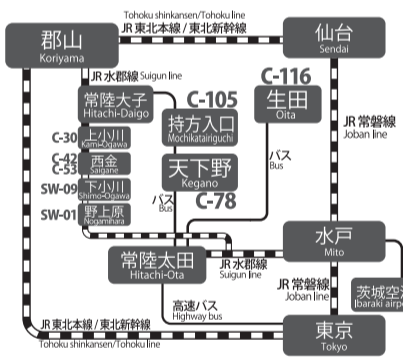 Tohoku shinkansen/Tohoku line
JR 東北本線 / 東北新幹線
郡山
Koriyama
仙台
Sendai
JR 水郡線 Suigun line
常陸大子
Hitachi-Daigo
C-116
生田
Oita
C-105
持方入口
Mochikatairiguchi
JR 常磐線
Joban line
C-30
上小川
Kami-Ogawa
C-42
C-53
西金
Saigane
天下野
Kegano
C-78
バス
Bus
SW-09
下小川
Shimo-Ogawa
バス
Bus
SW-01
野上原
Nogamihara
常陸太田
Hitachi-Ota
JR 水郡線
Suigun line
水戸
Mito
JR 常磐線
Joban line
茨城空
Ibaraki airp
高速バス
Highway bus
JR 東北本線 / 東北新幹線
Tohoku shinkansen/Tohoku line
東京
Tokyo